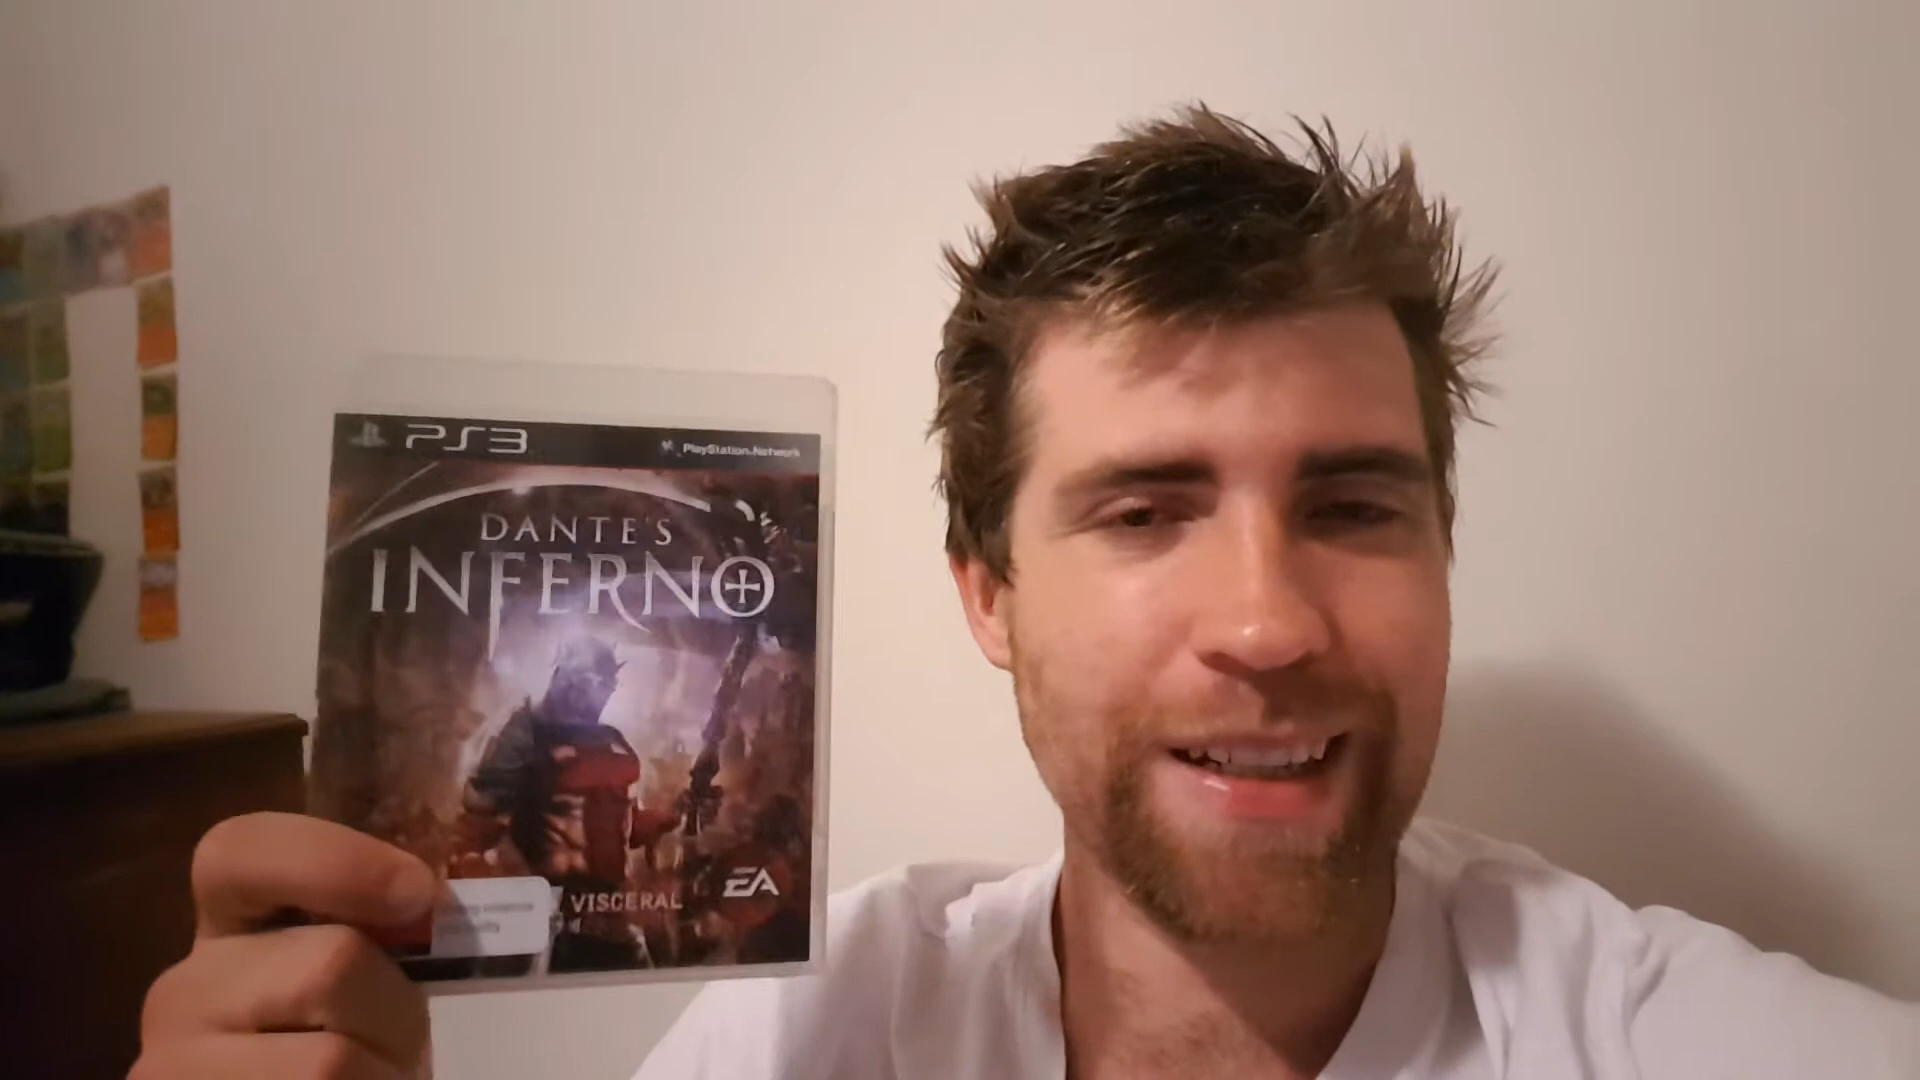 PS3
PlayStation Network
DANTE'S
INFERNO
VISCERAL
EA